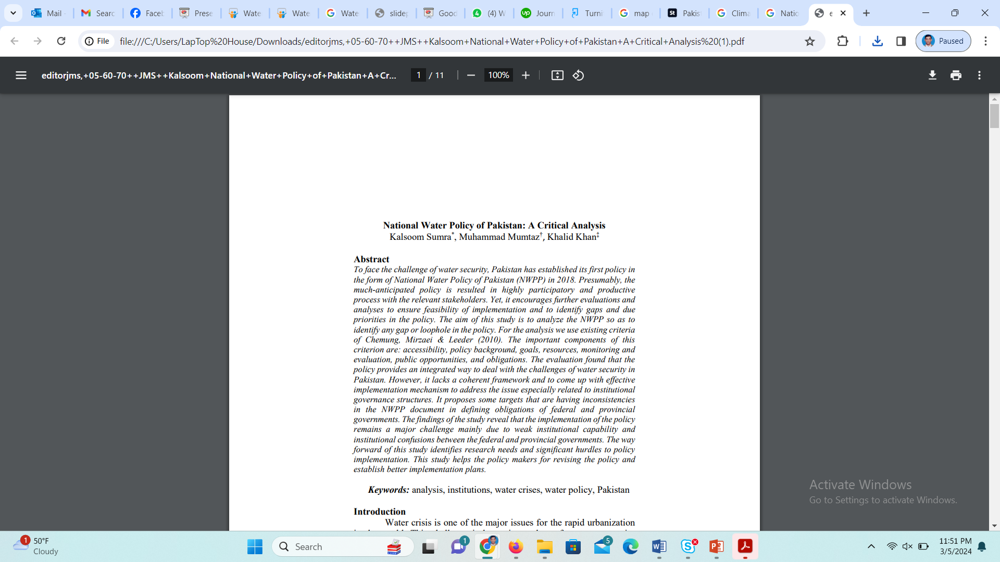 Mail
Searc
Faceb
Prese
Wate
Wate
Wate
slidep
Good
(4) W
Journ
Turni
map
Pakist
Clima
Natio
e
File
file:///C:/Users/LapTop%20House/Downloads/editorjms,+05-60-70++JMS++Kalsoom+National+Water+Policy+of+Pakistan+A+Critical+Analysis%20(1).pdf
Paused
editorjms,+05-60-70++JMS++Kalsoom+National+Water+Policy+of+Pakistan+A+Cr...
1 / 11
100%
National Water Policy of Pakistan: A Critical Analysis
Kalsoom Sumra*, Muhammad Mumtaz†, Khalid Khan‡
Abstract
To face the challenge of water security, Pakistan has established its first policy in
the form of National Water Policy of Pakistan (NWPP) in 2018. Presumably, the
much-anticipated policy is resulted in highly participatory and productive
process with the relevant stakeholders. Yet, it encourages further evaluations and
analyses to ensure feasibility of implementation and to identify gaps and due
priorities in the policy. The aim of this study is to analyze the NWPP so as to
identify any gap or loophole in the policy. For the analysis we use existing criteria
of Chemung, Mirzaei & Leeder (2010). The important components of this
criterion are: accessibility, policy background, goals, resources, monitoring and
evaluation, public opportunities, and obligations. The evaluation found that the
policy provides an integrated way to deal with the challenges of water security in
Pakistan. However, it lacks a coherent framework and to come up with effective
implementation mechanism to address the issue especially related to institutional
governance structures. It proposes some targets that are having inconsistencies
in the NWPP document in defining obligations of federal and provincial
governments. The findings of the study reveal that the implementation of the policy
remains a major challenge mainly due to weak institutional capability and
institutional confusions between the federal and provincial governments. The way
forward of this study identifies research needs and significant hurdles to policy
implementation. This study helps the policy makers for revising the policy and
establish better implementation plans.
Keywords: analysis, institutions, water crises, water policy, Pakistan
Introduction
Water crisis is one of the major issues for the rapid urbanization
Activate Windows
Go to Settings to activate Windows.
1
50°F
Cloudy
Search
1
5
11:51 PM
3/5/2024